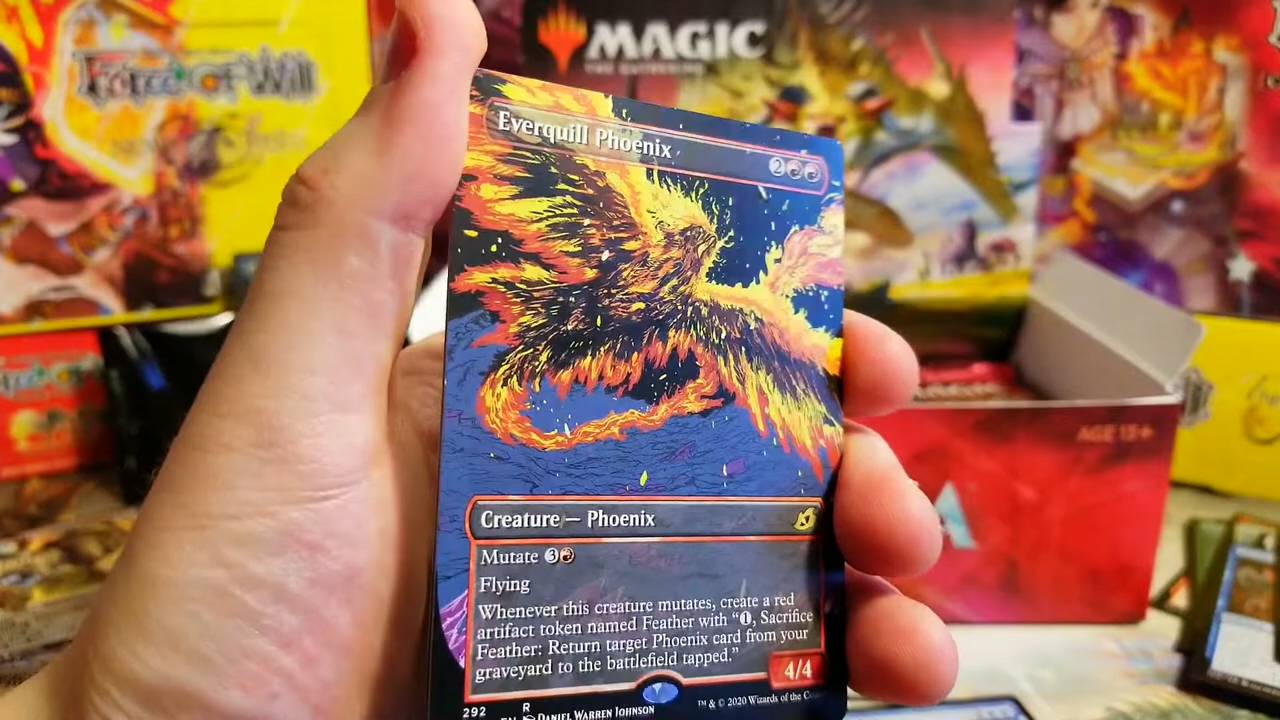 Force of Will
MAGIC
THE GATHERING
Everquill Phoenix
2
AGE 13+
Creature — Phoenix
Mutate 3
Flying
Whenever this creature mutates, create a red
artifact token named Feather with “1, Sacrifice
Feather: Return target Phoenix card from your
graveyard to the battlefield tapped.”
4/4
292 R
EN DANIEL WARREN JOHNSON
™ & © 2020 Wizards of the